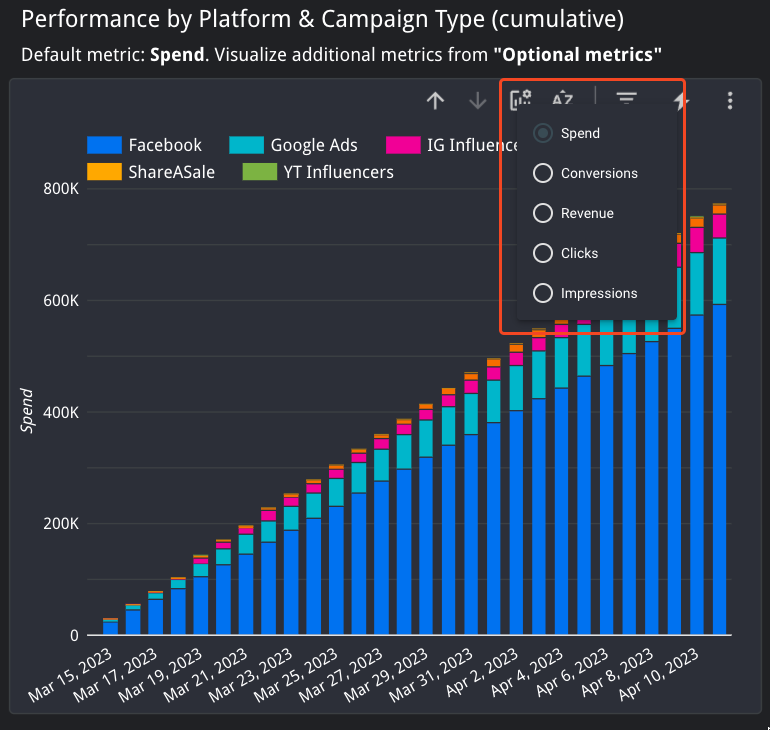 Performance by Platform & Campaign Type (cumulative)
Default metric: Spend. Visualize additional metrics from "Optional metrics"
Facebook
Google Ads
IG Influence
ShareASale
YT Influencers
Spend
Conversions
Revenue
Clicks
Impressions
800K
600K
400K
200K
0
Spend
Mar 15, 2023
Mar 17, 2023
Mar 19, 2023
Mar 21, 2023
Mar 23, 2023
Mar 25, 2023
Mar 27, 2023
Mar 29, 2023
Mar 31, 2023
Apr 2, 2023
Apr 4, 2023
Apr 6, 2023
Apr 8, 2023
Apr 10, 2023